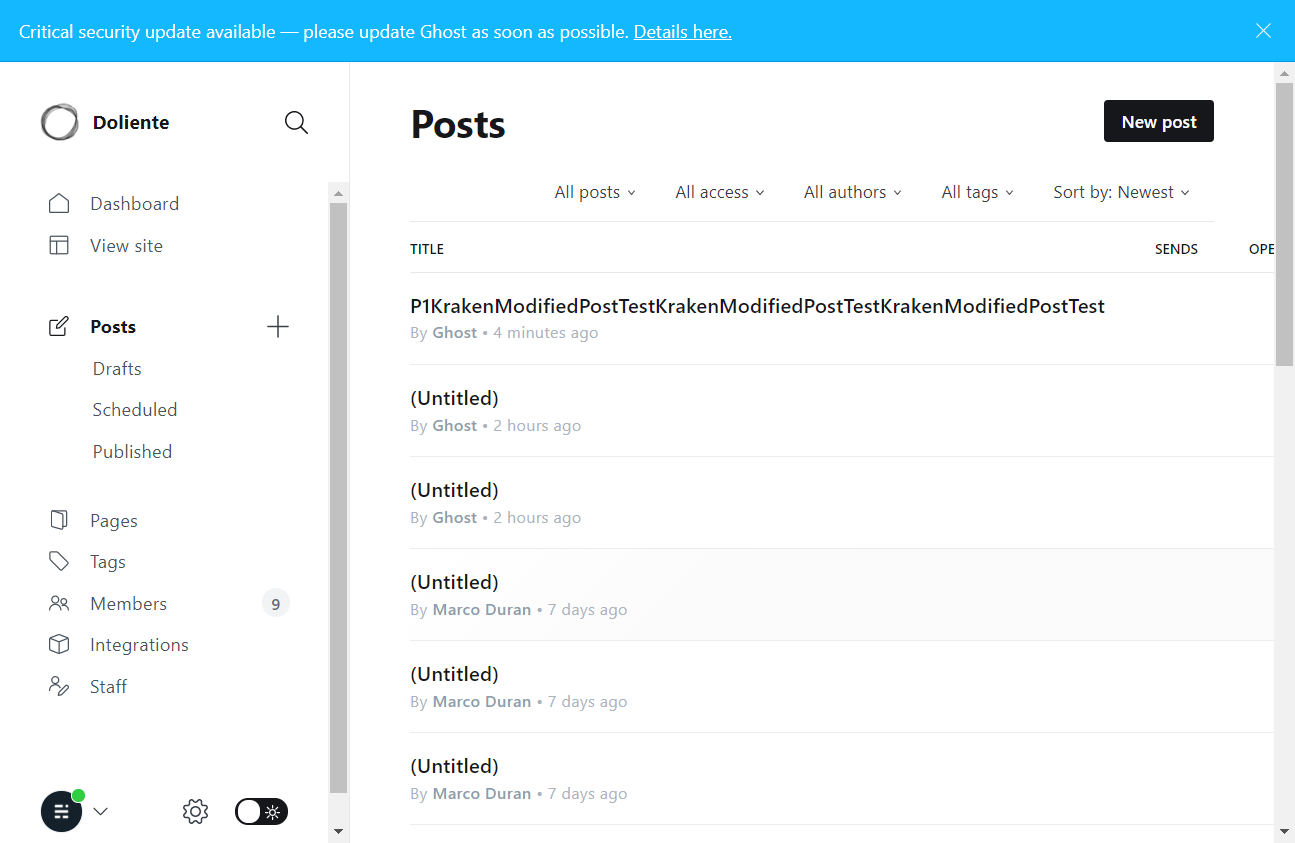 Critical security update available — please update Ghost as soon as possible. Details here.
Doliente
Dashboard
View site
Posts
Drafts
Scheduled
Published
Pages
Tags
Members 9
Integrations
Staff
Posts
New post
All posts All access All authors All tags Sort by: Newest
TITLE SENDS OPE
P1KrakenModifiedPostTestKrakenModifiedPostTestKrakenModifiedPostTest
By Ghost • 4 minutes ago
(Untitled)
By Ghost • 2 hours ago
(Untitled)
By Ghost • 2 hours ago
(Untitled)
By Marco Duran • 7 days ago
(Untitled)
By Marco Duran • 7 days ago
(Untitled)
By Marco Duran • 7 days ago